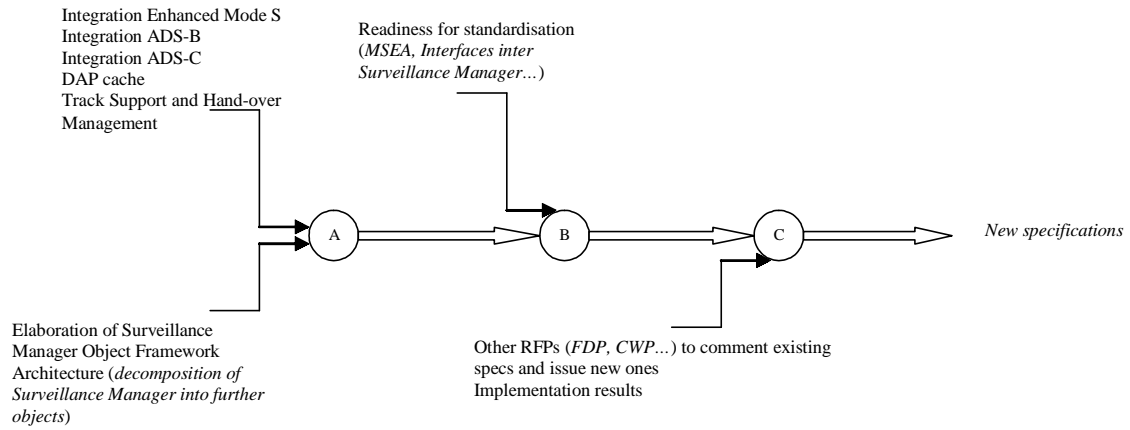 Integration Enhanced Mode S
Integration ADS-B
Integration ADS-C
DAP cache
Track Support and Hand-over
Management
Readiness for standardisation
(MSEA, Interfaces inter
Surveillance Manager…)
A
B
C
New specifications
Elaboration of Surveillance
Manager Object Framework
Architecture (decomposition of
Surveillance Manager into further
objects)
Other RFPs (FDP, CWP…) to comment existing
specs and issue new ones
Implementation results